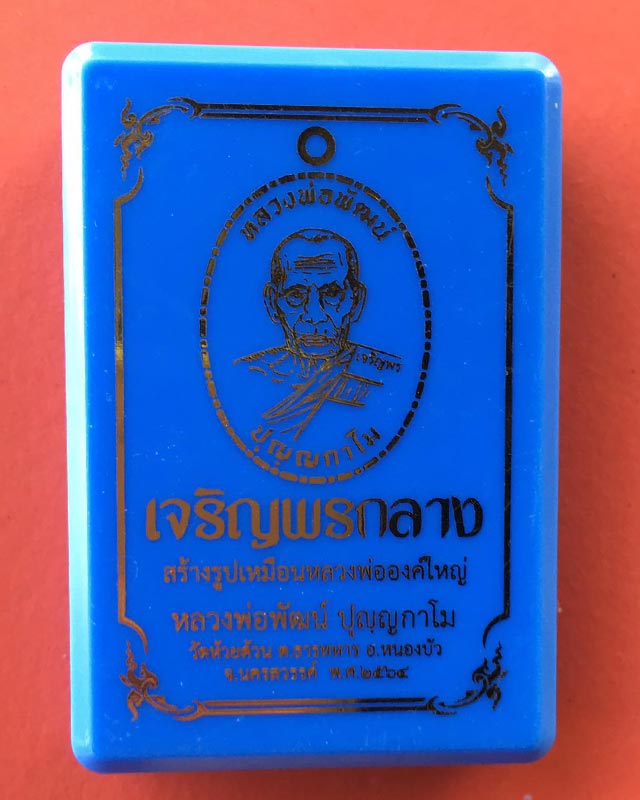 หลวงพ่อพัฒน์
เจริญพร
ปุญฺญกาโม
เจริญพรกลาง
สร้างรูปเหมือนหลวงพ่อองค์ใหญ่
หลวงพ่อพัฒน์ ปุญฺญกาโม
วัดห้วยด้วน ต.ธารทหาร อ.หนองบัว
จ.นครสวรรค์ พ.ศ.๒๕๖๔